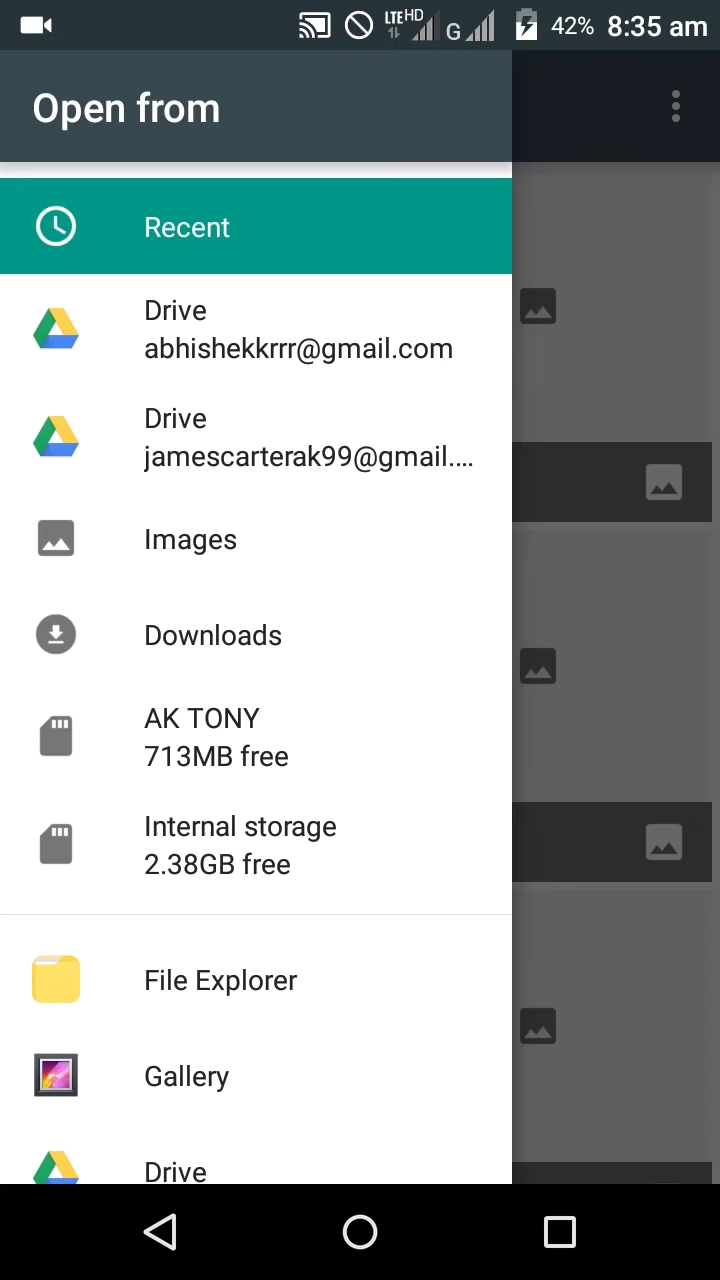 LTE HD G 42% 8:35 am
Open from
Recent
Drive
abhishekkrrr@gmail.com
Drive
jamescarterak99@gmail....
Images
Downloads
AK TONY
713MB free
Internal storage
2.38GB free
File Explorer
Gallery
Drive